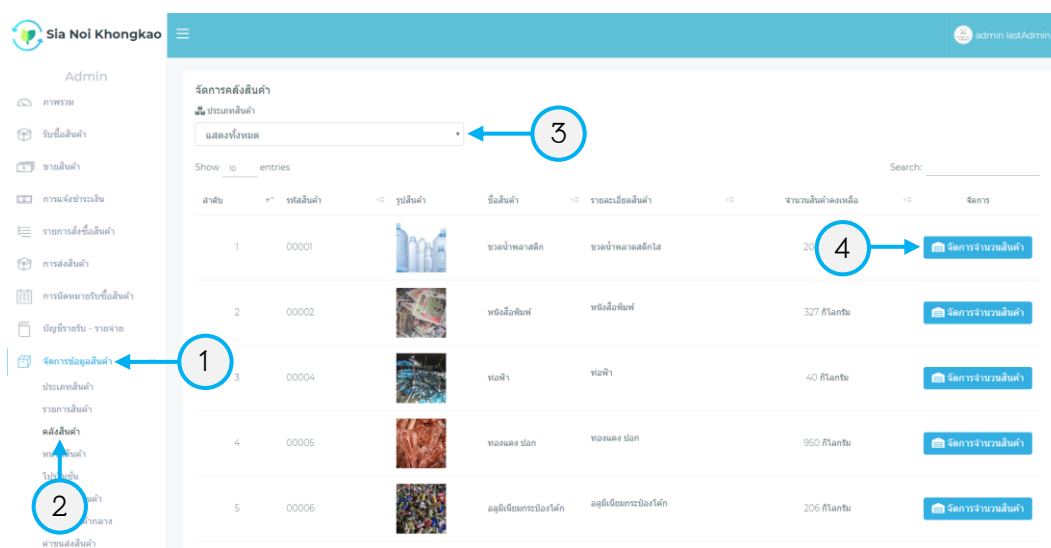 Sia Noi Khongkao
admin lastAdmin
Admin
ภาพรวม
รับซื้อสินค้า
ขายสินค้า
การแจ้งชำระเงิน
รายการสั่งซื้อสินค้า
การส่งสินค้า
การนัดหมายรับซื้อสินค้า
บัญชีรายรับ - รายจ่าย
จัดการข้อมูลสินค้า
1
ประเภทสินค้า
รายการสินค้า
คลังสินค้า
2
ค่าขนส่งสินค้า
จัดการคลังสินค้า
ประเภทสินค้า
แสดงทั้งหมด
3
Show 10 entries
Search:
ลำดับ รหัสสินค้า รูปสินค้า ชื่อสินค้า รายละเอียดสินค้า จำนวนสินค้าคงเหลือ จัดการ
1 00001 ขวดน้ำพลาสติก ขวดน้ำพลาดสติกใส 4 จัดการจำนวนสินค้า
2 00002 หนังสือพิมพ์ หนังสือพิมพ์ 327 กิโลกรัม จัดการจำนวนสินค้า
3 00004 ท่อฟ้า ท่อฟ้า 40 กิโลกรัม จัดการจำนวนสินค้า
4 00005 ทองแดง ปอก ทองแดง ปอก 950 กิโลกรัม จัดการจำนวนสินค้า
5 00006 อลูมิเนียมกระป๋องโค้ก อลูมิเนียมกระป๋องโค้ก 206 กิโลกรัม จัดการจำนวนสินค้า